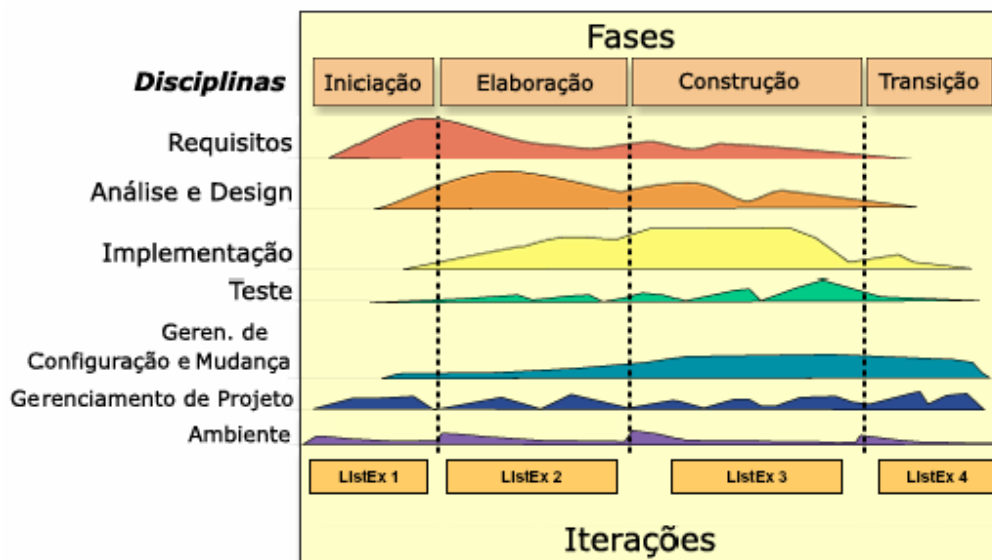 Fases
Disciplinas
Iniciação
Elaboração
Construção
Transição
Requisitos
Análise e Design
Implementação
Teste
Geren. de
Configuração e Mudança
Gerenciamento de Projeto
Ambiente
ListEx 1
ListEx 2
ListEx 3
ListEx 4
Iterações